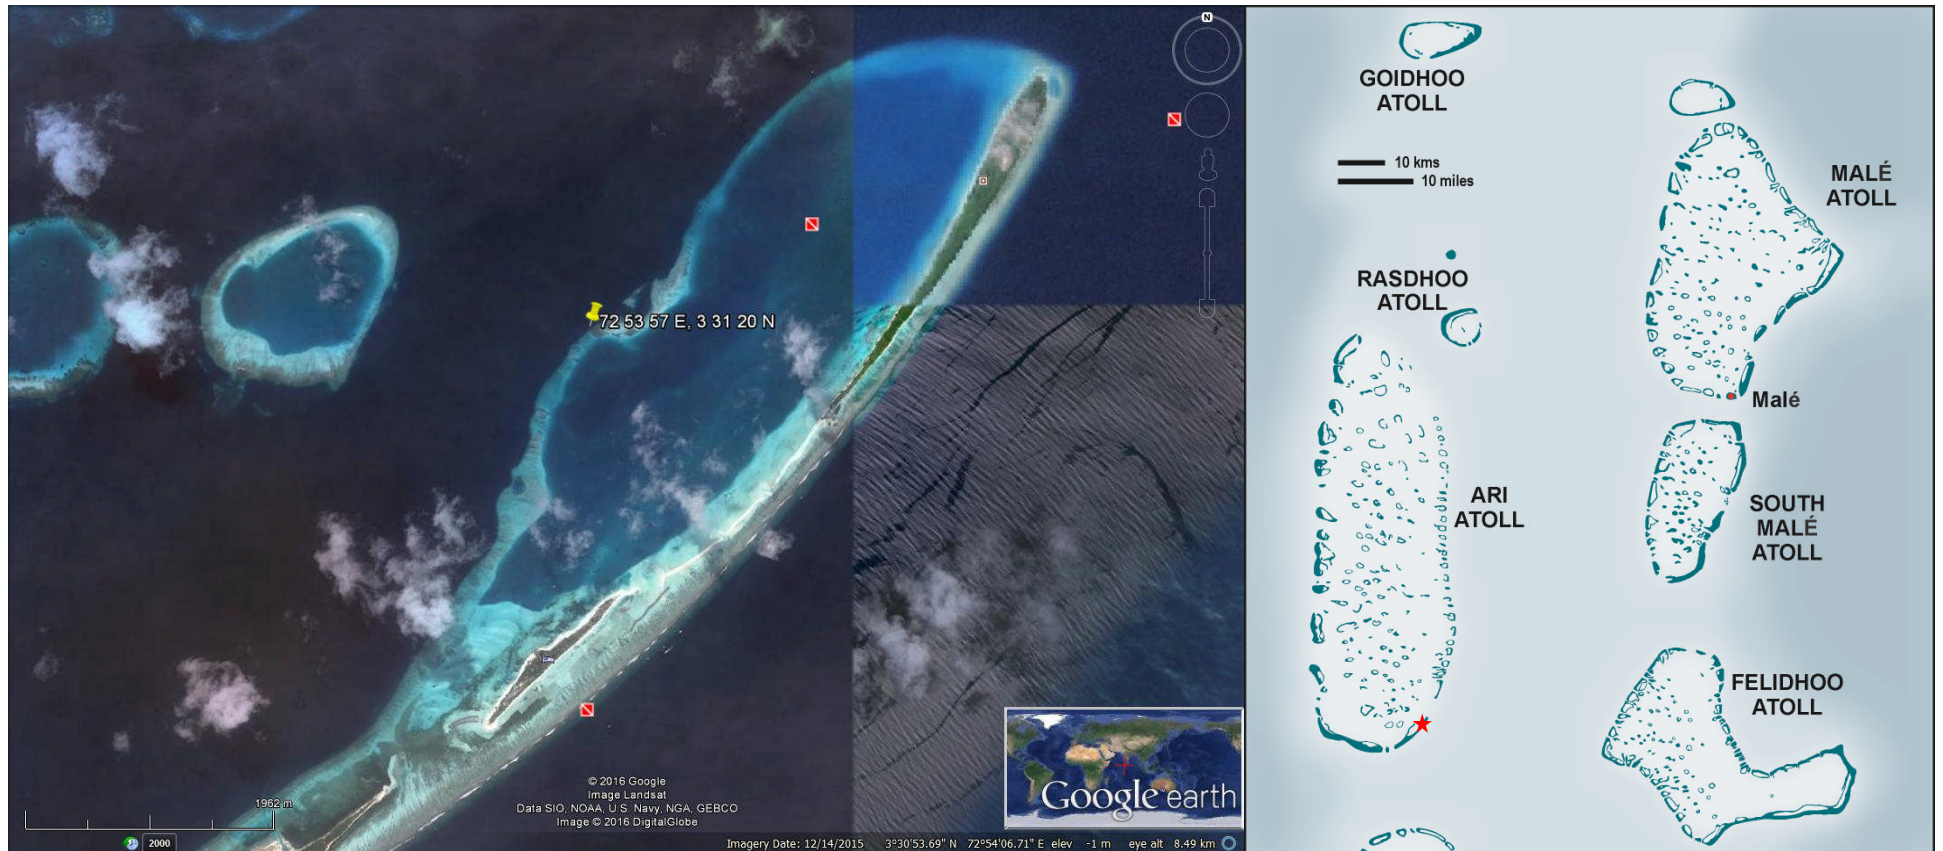 N
72 53 57 E, 3 31 20 N
1962 m
2000
© 2016 Google
Image Landsat
Data SIO, NOAA, U.S. Navy, NGA, GEBCO
Image © 2016 DigitalGlobe
Google earth
Imagery Date: 12/14/2015 3°30'53.69" N 72°54'06.71" E elev -1 m eye alt 8.49 km
GOIDHOO
ATOLL
10 kms
10 miles
MALÉ
ATOLL
RASDHOO
ATOLL
Malé
ARI
ATOLL
SOUTH
MALÉ
ATOLL
FELIDHOO
ATOLL